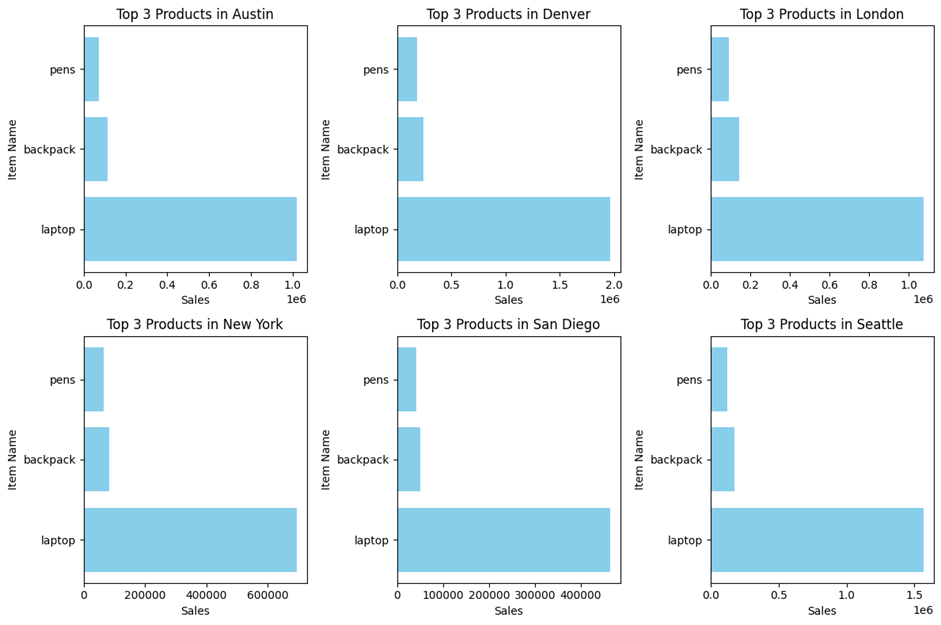 Top 3 Products in Austin
Item Name
pens
backpack
laptop
0.0 0.2 0.4 0.6 0.8 1.0
1e6
Sales
Top 3 Products in Denver
Item Name
pens
backpack
laptop
0.0 0.5 1.0 1.5 2.0
1e6
Sales
Top 3 Products in London
Item Name
pens
backpack
laptop
0.0 0.2 0.4 0.6 0.8 1.0
1e6
Sales
Top 3 Products in New York
Item Name
pens
backpack
laptop
0 200000 400000 600000
Sales
Top 3 Products in San Diego
Item Name
pens
backpack
laptop
0 100000 200000 300000 400000
Sales
Top 3 Products in Seattle
Item Name
pens
backpack
laptop
0.0 0.5 1.0 1.5
1e6
Sales